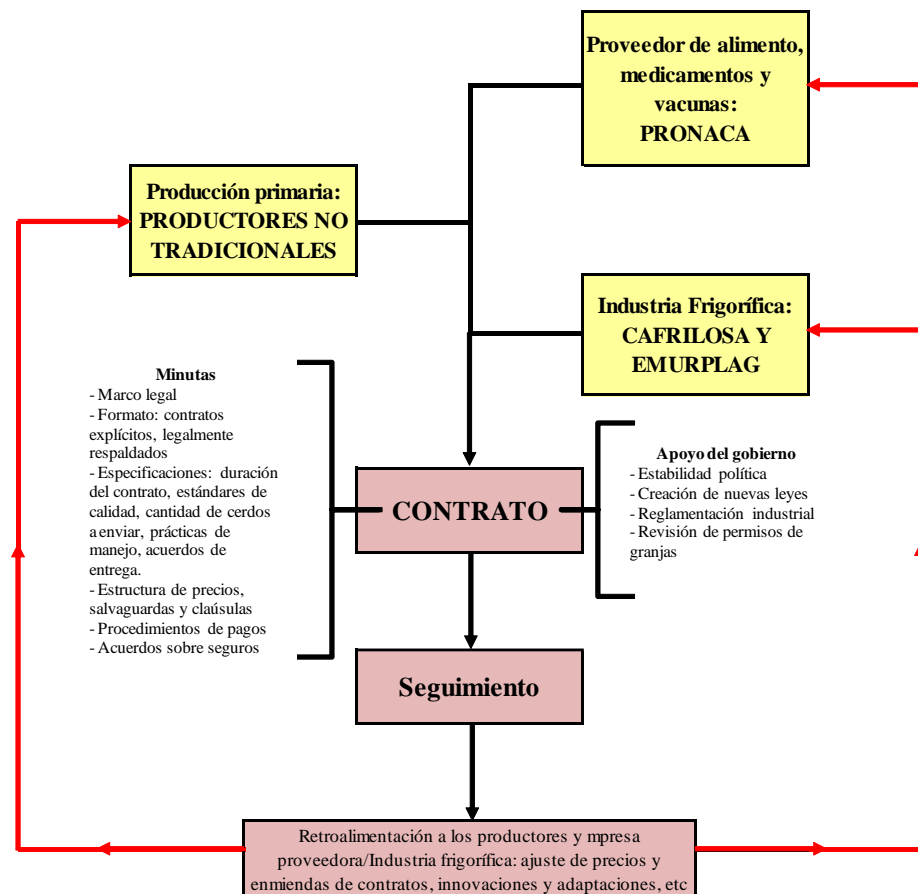 Proveedor de alimento,
medicamentos y
vacunas:
PRONACA
Producción primaria:
PRODUCTORES NO
TRADICIONALES
Industria Frigorífica:
CAFRILOSA Y
EMURPLAG
Minutas
- Marco legal
- Formato: contratos
explícitos, legalmente
respaldados
- Especificaciones: duración
del contrato, estándares de
calidad, cantidad de cerdos
a enviar, prácticas de
manejo, acuerdos de
entrega.
- Estructura de precios,
salvaguardas y claúsulas
- Procedimientos de pagos
- Acuerdos sobre seguros
CONTRATO
Apoyo del gobierno
- Estabilidad política
- Creación de nuevas leyes
- Reglamentación industrial
- Revisión de permisos de
granjas
Seguimiento
Retroalimentación a los productores y mpresa
proveedora/Industria frigorífica: ajuste de precios y
enmiendas de contratos, innovaciones y adaptaciones, etc